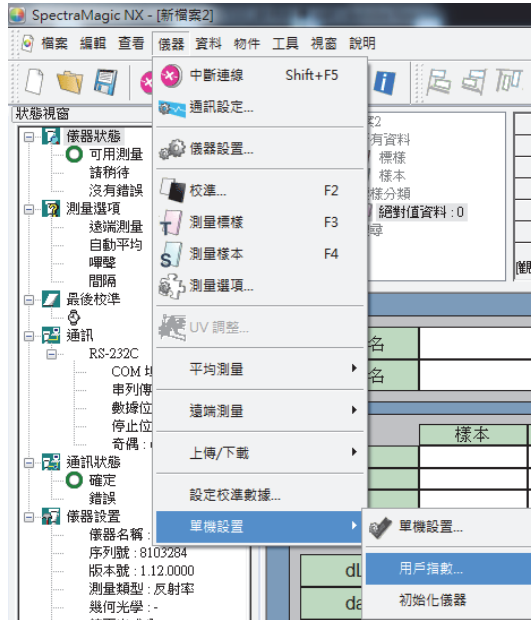 SpectraMagic NX - [新檔案2]
檔案 編輯 查看 儀器 資料 物件 工具 視窗 說明
中斷連線 Shift+F5
通訊設定...
儀器設置...
校準... F2
測量標樣 F3
測量樣本 F4
測量選項...
UV 調整...
平均測量
遠端測量
上傳/下載
設定校準數據...
單機設置
單機設置...
用戶指數...
初始化儀器
狀態視窗
儀器狀態
可用測量
請稍待
沒有錯誤
測量選項
遠端測量
自動平均
嗶聲
間隔
最後校準
通訊
RS-232C
COM
串列傳
數據位
停止位
奇偶 :
通訊狀態
確定
錯誤
儀器設置
儀器名稱 :
序列號 : 8103284
版本號 : 1.12.0000
測量類型 : 反射率
幾何光學 : -
案2
有資料
標樣
樣本
樣分類
絕對值資料 : 0
尋
名
名
樣本
dL
da